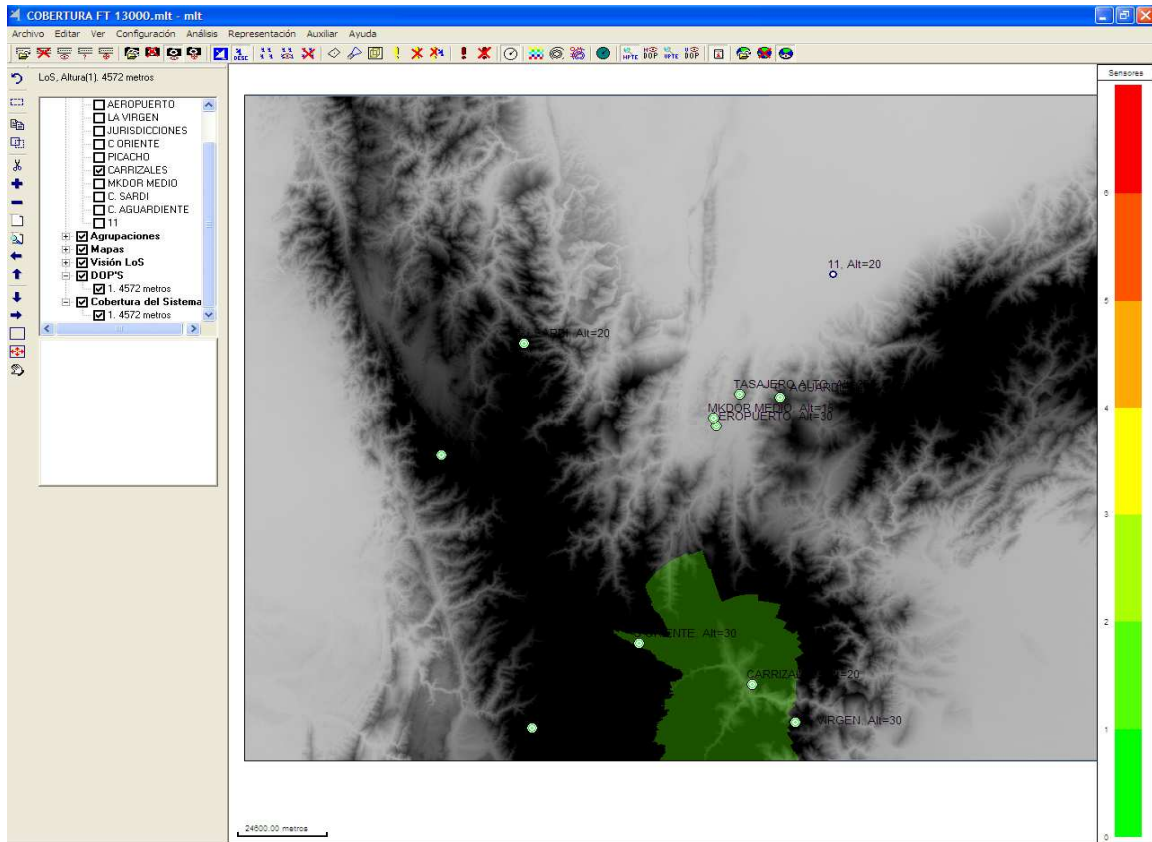 COBERTURA FT 13000.mlt - mlt
Archivo Editar Ver Configuración Análisis Representación Auxiliar Ayuda
LoS, Altura(1). 4572 metros
AEROPUERTO
LA VIRGEN
JURISDICCIONES
C ORIENTE
PICACHO
CARRIZALES
MKDOR MEDIO
C. SARDI
C. AGUARDIENTE
11
Agrupaciones
Mapas
Visión LoS
DOP'S
1. 4572 metros
Cobertura del Sistema
1. 4572 metros
Sensores
6
5
4
3
2
1
0
11, Alt=20
Alt=20
TASAJERO ALTO,
MKDOR MEDIO, Alt=15
EROPUERTO, Alt=30
Alt=30
VIRGEN, Alt=30
24600.00 metros